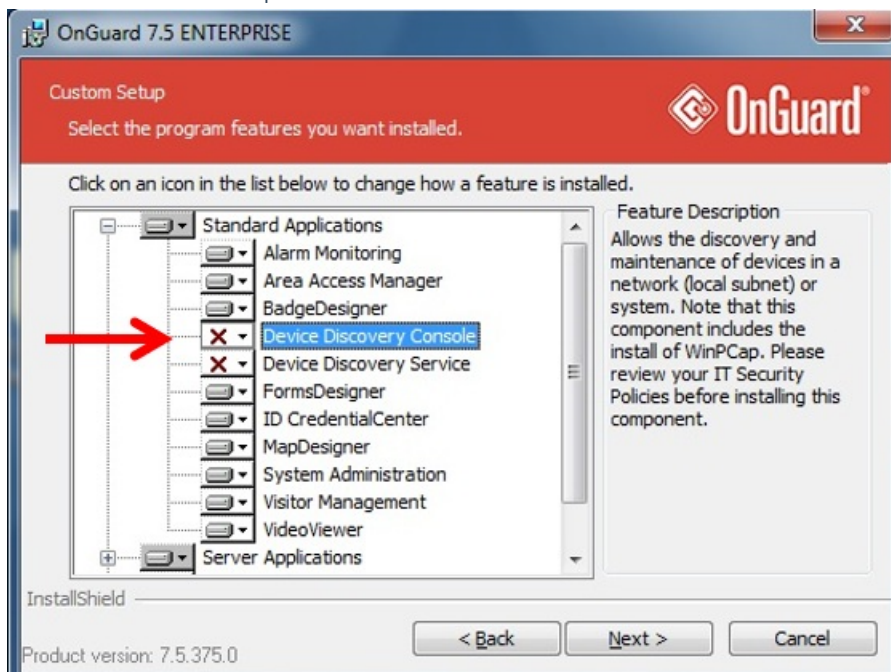 OnGuard 7.5 ENTERPRISE
X
Custom Setup
Select the program features you want installed.
OnGuard®
Click on an icon in the list below to change how a feature is installed.
Standard Applications
Alarm Monitoring
Area Access Manager
BadgeDesigner
Device Discovery Console
Device Discovery Service
FormsDesigner
ID CredentialCenter
MapDesigner
System Administration
Visitor Management
VideoViewer
Server Applications
Feature Description
Allows the discovery and
maintenance of devices in a
network (local subnet) or
system. Note that this
component includes the
install of WinPCap. Please
review your IT Security
Policies before installing this
component.
InstallShield
< Back
Next >
Cancel
Product version: 7.5.375.0